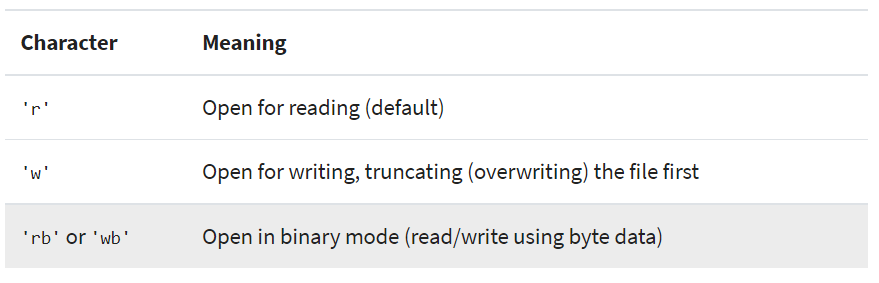 Character Meaning
'r' Open for reading (default)
'w' Open for writing, truncating (overwriting) the file first
'rb' or 'wb' Open in binary mode (read/write using byte data)